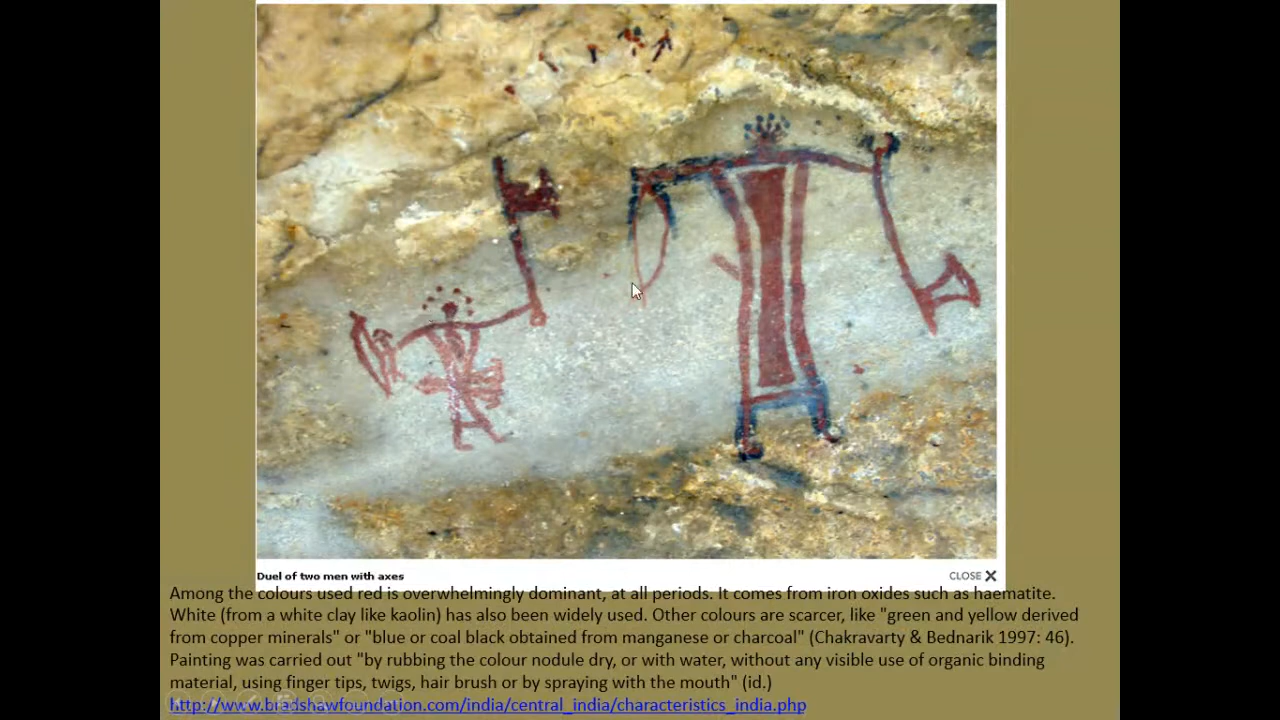 Duel of two men with axes
CLOSE X
Among the colours used red is overwhelmingly dominant, at all periods. It comes from iron oxides such as haematite.
White (from a white clay like kaolin) has also been widely used. Other colours are scarcer, like "green and yellow derived
from copper minerals" or "blue or coal black obtained from manganese or charcoal" (Chakravarty & Bednarik 1997: 46).
Painting was carried out "by rubbing the colour nodule dry, or with water, without any visible use of organic binding
material, using finger tips, twigs, hair brush or by spraying with the mouth" (id.)
http://www.bradshawfoundation.com/india/central_india/characteristics_india.php